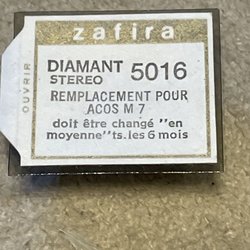 zafira
OUVRIR
DIAMANT 5016
STEREO
REMPLACEMENT POUR
ACOS M 7
doit être changé "en
moyenne"ts.les 6 mois